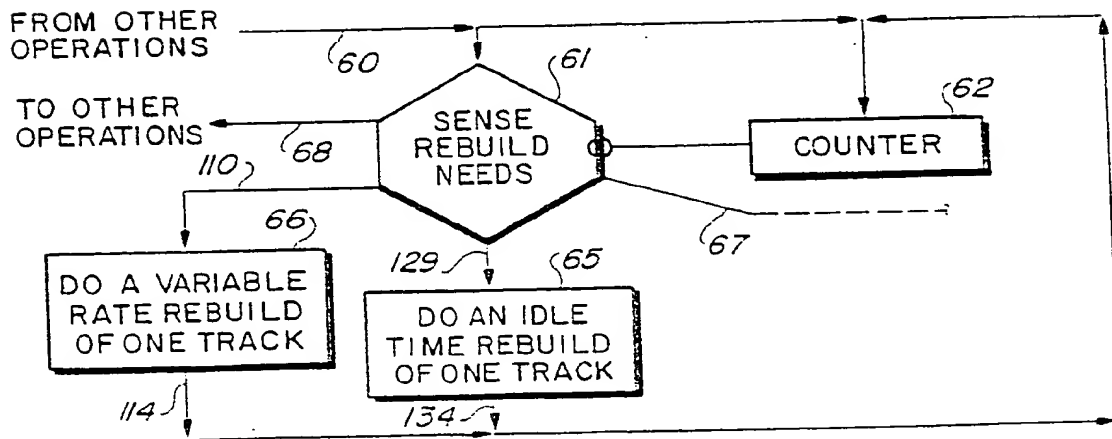 FROM OTHER
OPERATIONS
60
61
62
TO OTHER
OPERATIONS
68
SENSE
REBUILD
NEEDS
COUNTER
110
67
66
129
65
DO A VARIABLE
RATE REBUILD
OF ONE TRACK
DO AN IDLE
TIME REBUILD
OF ONE TRACK
114
134